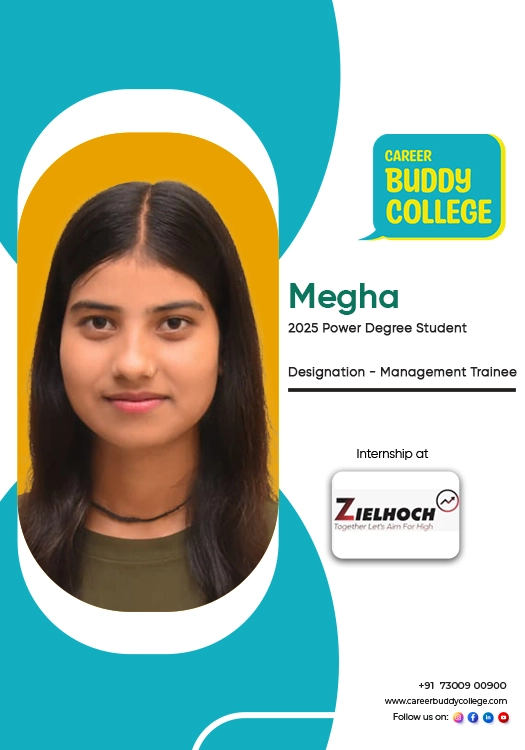 CAREER
BUDDY
COLLEGE
Megha
2025 Power Degree Student
Designation - Management Trainee
Internship at
ZIELHOCH
Together Let's Aim For High
+91 73009 00900
www.careerbuddycollege.com
Follow us on: